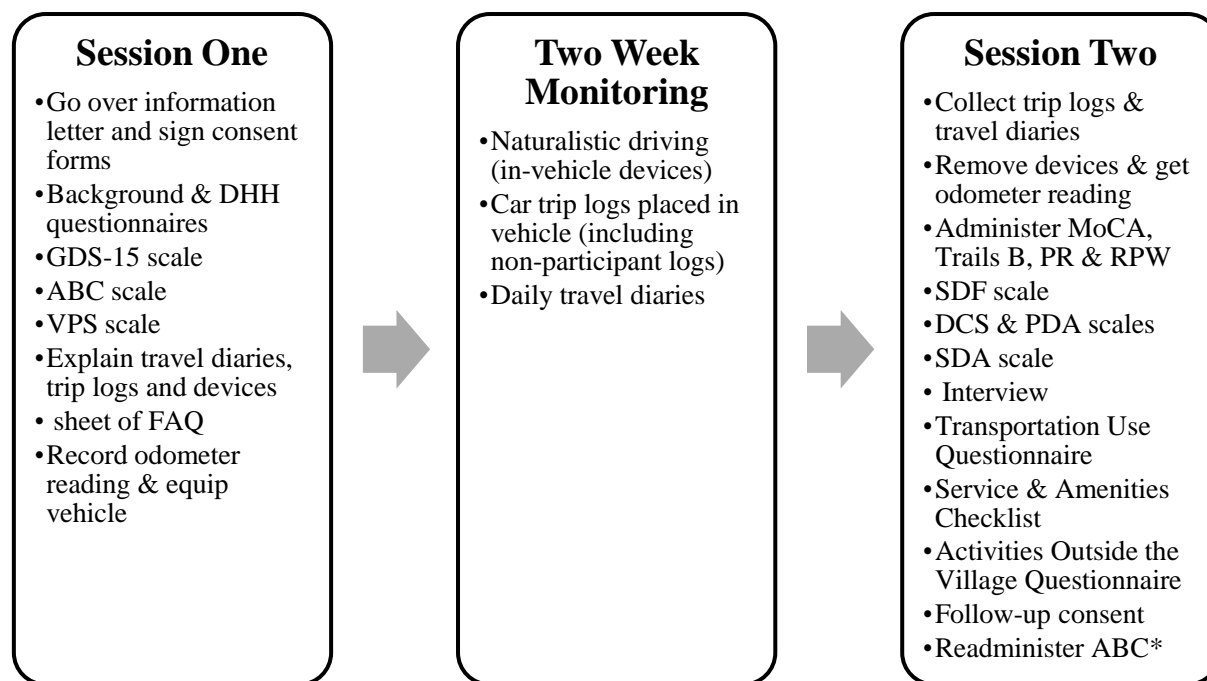 Session One
•Go over information
letter and sign consent
forms
•Background & DHH
questionnaires
•GDS-15 scale
•ABC scale
•VPS scale
•Explain travel diaries,
trip logs and devices
• sheet of FAQ
•Record odometer
reading & equip
vehicle
Two Week
Monitoring
•Naturalistic driving
(in-vehicle devices)
•Car trip logs placed in
vehicle (including
non-participant logs)
•Daily travel diaries
Session Two
•Collect trip logs &
travel diaries
•Remove devices & get
odometer reading
•Administer MoCA,
Trails B, PR & RPW
•SDF scale
•DCS & PDA scales
•SDA scale
• Interview
•Transportation Use
Questionnaire
•Service & Amenities
Checklist
•Activities Outside the
Village Questionnaire
•Follow-up consent
•Readminister ABC*